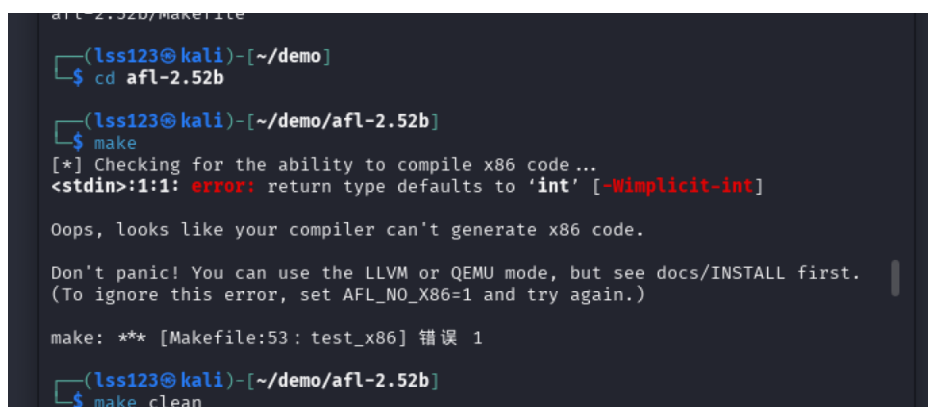 afl-2.52b/Makefile
┌──(lss123㉿kali)-[~/demo]
└─$ cd afl-2.52b
┌──(lss123㉿kali)-[~/demo/afl-2.52b]
└─$ make
[*] Checking for the ability to compile x86 code...
<stdin>:1:1: error: return type defaults to ‘int’ [-Wimplicit-int]
Oops, looks like your compiler can't generate x86 code.
Don't panic! You can use the LLVM or QEMU mode, but see docs/INSTALL first.
(To ignore this error, set AFL_NO_X86=1 and try again.)
make: *** [Makefile:53：test_x86] 错误 1
┌──(lss123㉿kali)-[~/demo/afl-2.52b]
└─$ make clean